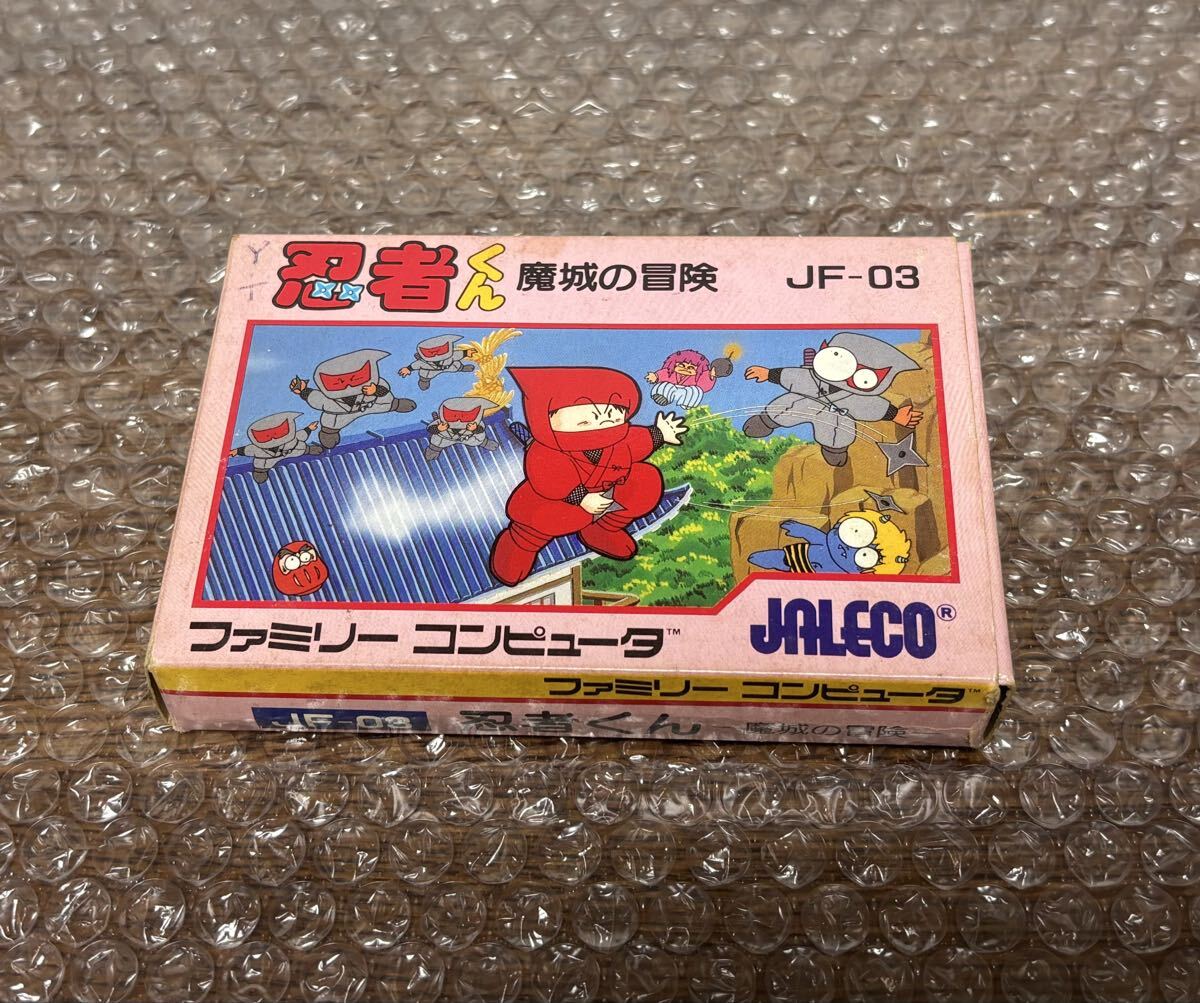 忍者くん 魔城の冒険 JF-03
ファミリー コンピュータ™
JALECO®
ファミリー コンピュータ™
JF-03 忍者くん 魔城の冒険